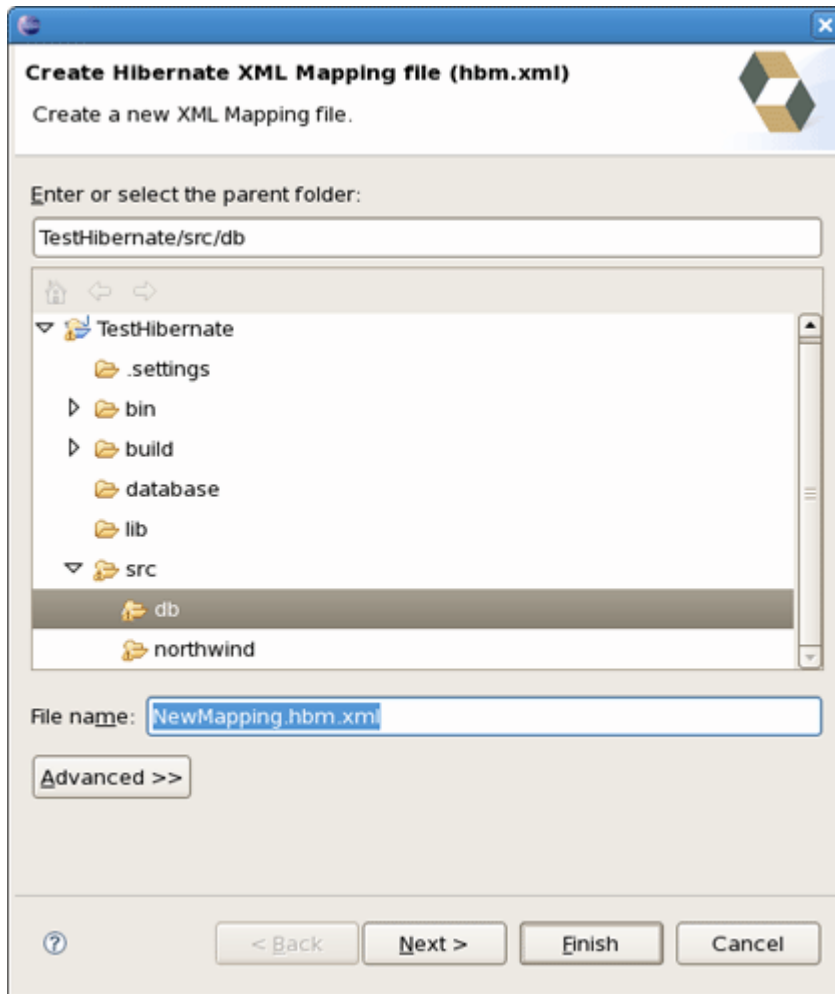 Create Hibernate XML Mapping file (hbm.xml)
Create a new XML Mapping file.
Enter or select the parent folder:
TestHibernate/src/db
TestHibernate
.settings
bin
build
database
lib
src
db
northwind
File name: NewMapping.hbm.xml
Advanced >>
< Back Next > Finish Cancel